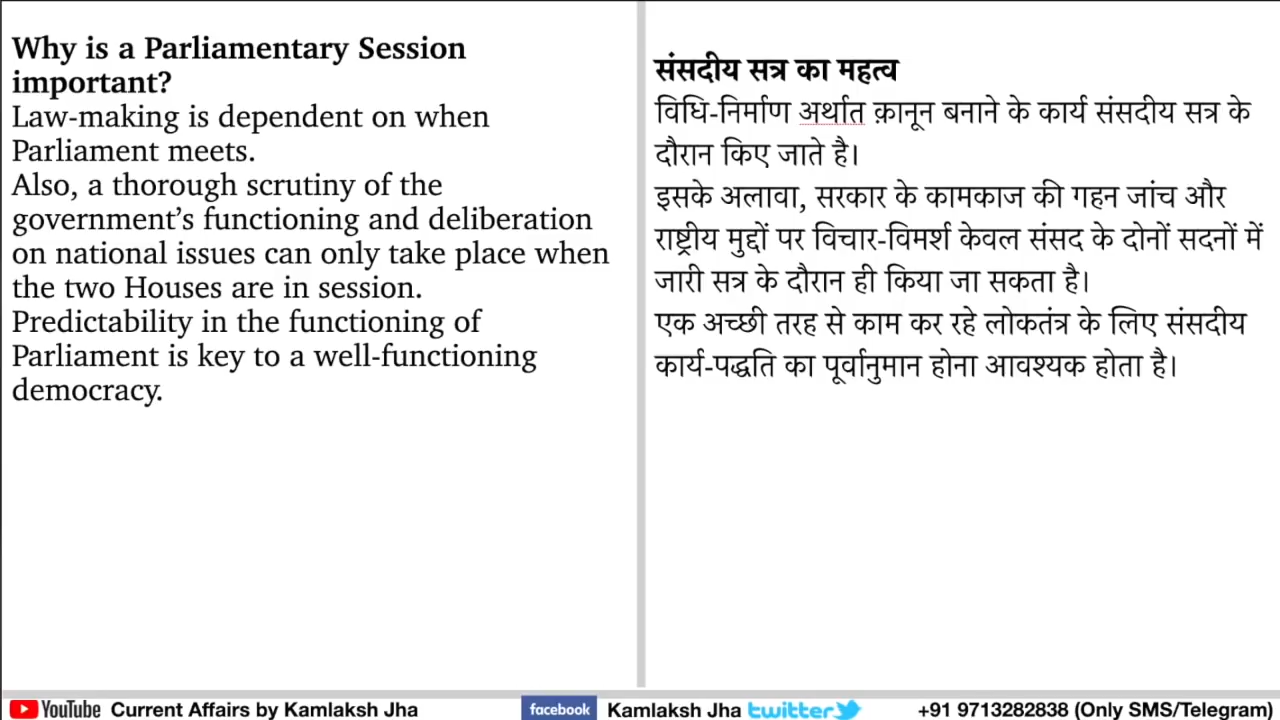 Why is a Parliamentary Session
important?
Law-making is dependent on when
Parliament meets.
Also, a thorough scrutiny of the
government’s functioning and deliberation
on national issues can only take place when
the two Houses are in session.
Predictability in the functioning of
Parliament is key to a well-functioning
democracy.
संसदीय सत्र का महत्व
विधि-निर्माण अर्थात क़ानून बनाने के कार्य संसदीय सत्र के
दौरान किए जाते है।
इसके अलावा, सरकार के कामकाज की गहन जांच और
राष्ट्रीय मुद्दों पर विचार-विमर्श केवल संसद के दोनों सदनों में
जारी सत्र के दौरान ही किया जा सकता है।
एक अच्छी तरह से काम कर रहे लोकतंत्र के लिए संसदीय
कार्य-पद्धति का पूर्वानुमान होना आवश्यक होता है।
YouTube Current Affairs by Kamlaksh Jha facebook Kamlaksh Jha twitter +91 9713282838 (Only SMS/Telegram)